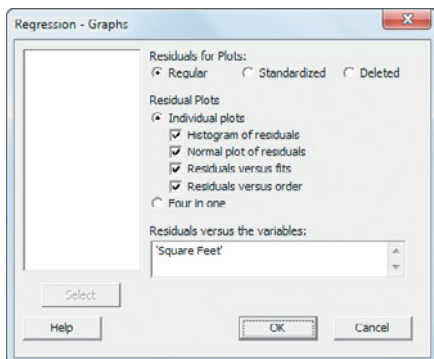 Regression - Graphs
Residuals for Plots:
Regular Standardized Deleted
Residual Plots
Individual plots
Histogram of residuals
Normal plot of residuals
Residuals versus fits
Residuals versus order
Four in one
Residuals versus the variables:
'Square Feet'
Select
Help OK Cancel